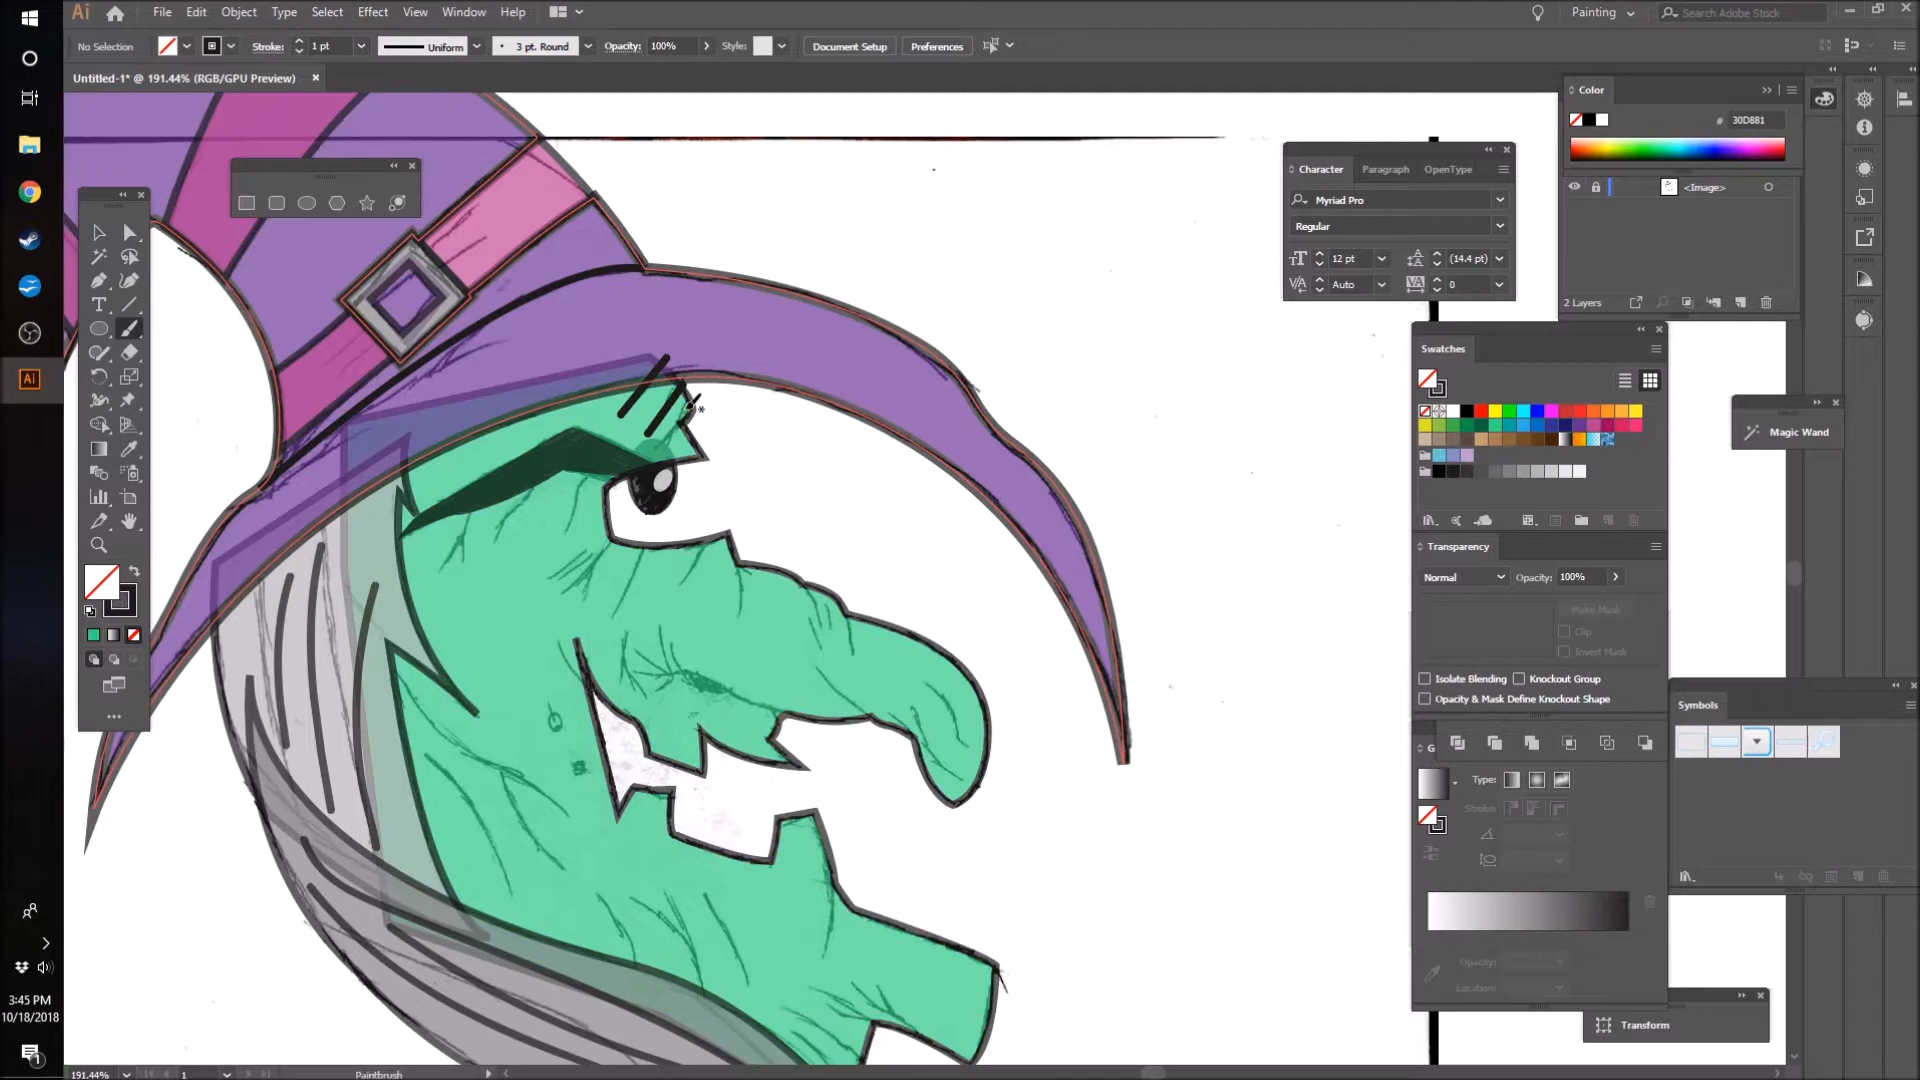 Ai File Edit Object Type Select Effect View Window Help Painting Search Adobe Stock
No Selection Stroke: 1 pt Uniform 3 pt. Round Opacity: 100% Style: Document Setup Preferences
Untitled-1* @ 191.44% (RGB/GPU Preview)
Color
30D881
<Image>
2 Layers
Character Paragraph OpenType
Myriad Pro
Regular
12 pt (14.4 pt)
Auto 0
Swatches
Magic Wand
Transparency
Normal Opacity: 100%
Make Mask
Clip
Invert Mask
Isolate Blending Knockout Group
Opacity & Mask Define Knockout Shape
Symbols
G
Type:
Stroke:
Opacity:
Location:
Transform
Ai
3:45 PM
10/18/2018
1
191.44% 1 Paintbrush